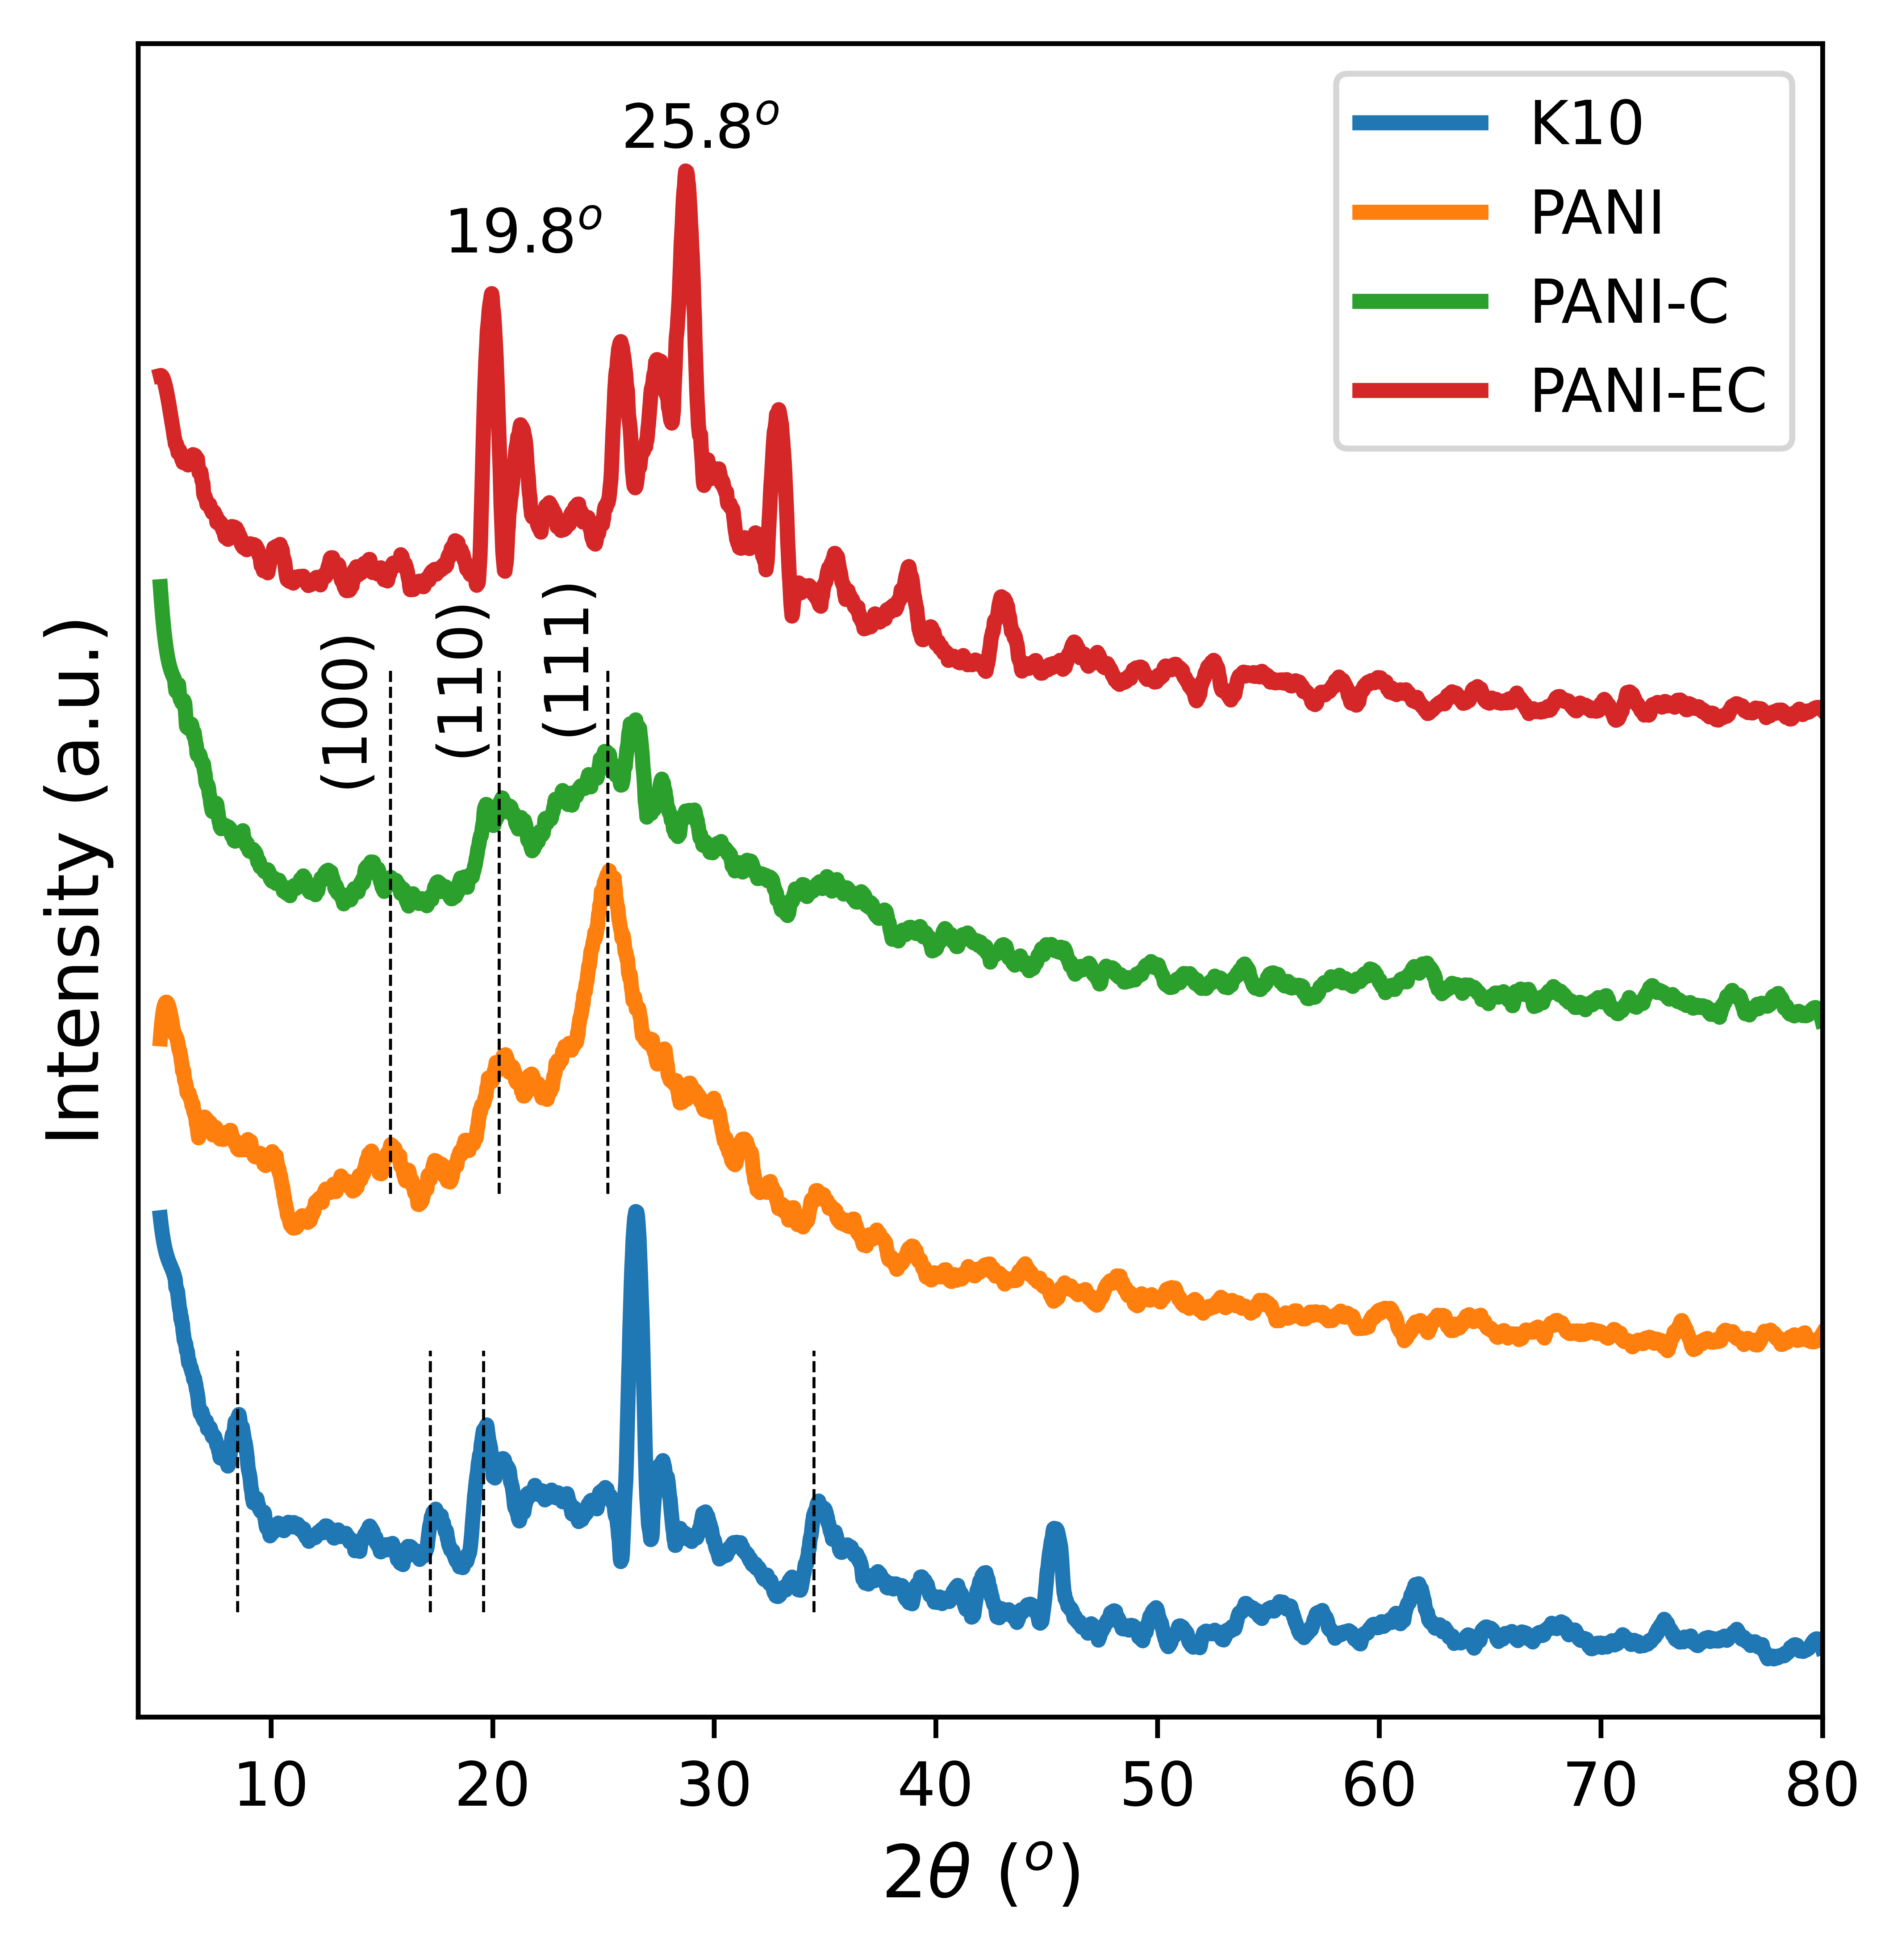 25.8°
19.8°
K10
PANI
PANI-C
PANI-EC
(100)
(110)
(111)
Intensity (a.u.)
10 20 30 40 50 60 70 80
2θ (°)